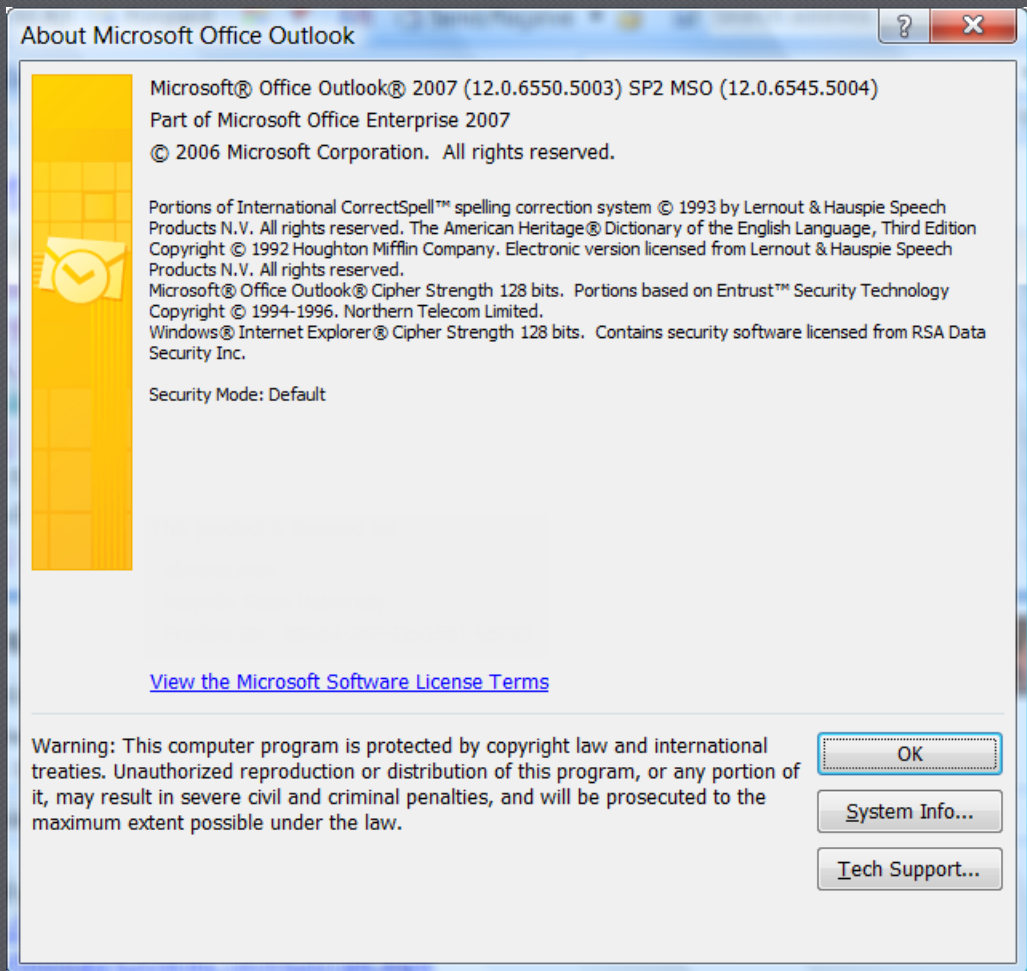 About Microsoft Office Outlook
Microsoft® Office Outlook® 2007 (12.0.6550.5003) SP2 MSO (12.0.6545.5004)
Part of Microsoft Office Enterprise 2007
© 2006 Microsoft Corporation.  All rights reserved.
Portions of International CorrectSpell™ spelling correction system © 1993 by Lernout & Hauspie Speech
Products N.V. All rights reserved. The American Heritage® Dictionary of the English Language, Third Edition
Copyright © 1992 Houghton Mifflin Company. Electronic version licensed from Lernout & Hauspie Speech
Products N.V. All rights reserved.
Microsoft® Office Outlook® Cipher Strength 128 bits.  Portions based on Entrust™ Security Technology
Copyright © 1994-1996. Northern Telecom Limited.
Windows® Internet Explorer® Cipher Strength 128 bits.  Contains security software licensed from RSA Data
Security Inc.
Security Mode: Default
View the Microsoft Software License Terms
Warning: This computer program is protected by copyright law and international
treaties. Unauthorized reproduction or distribution of this program, or any portion of
it, may result in severe civil and criminal penalties, and will be prosecuted to the
maximum extent possible under the law.
OK
System Info...
Tech Support...